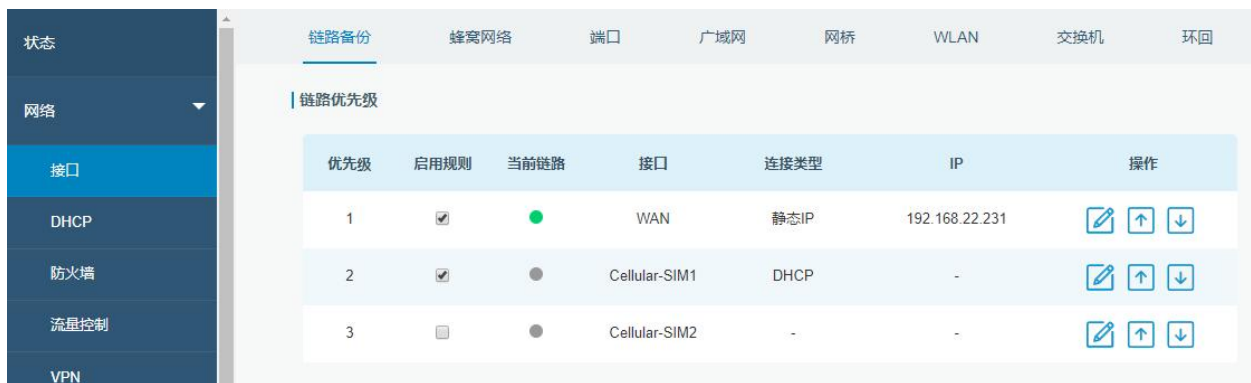 状态
网络
接口
DHCP
防火墙
流量控制
VPN
链路备份 蜂窝网络 端口 广域网 网桥 WLAN 交换机 环回
链路优先级
优先级 启用规则 当前链路 接口 连接类型 IP 操作
1 WAN 静态IP 192.168.22.231
2 Cellular-SIM1 DHCP -
3 Cellular-SIM2 - -